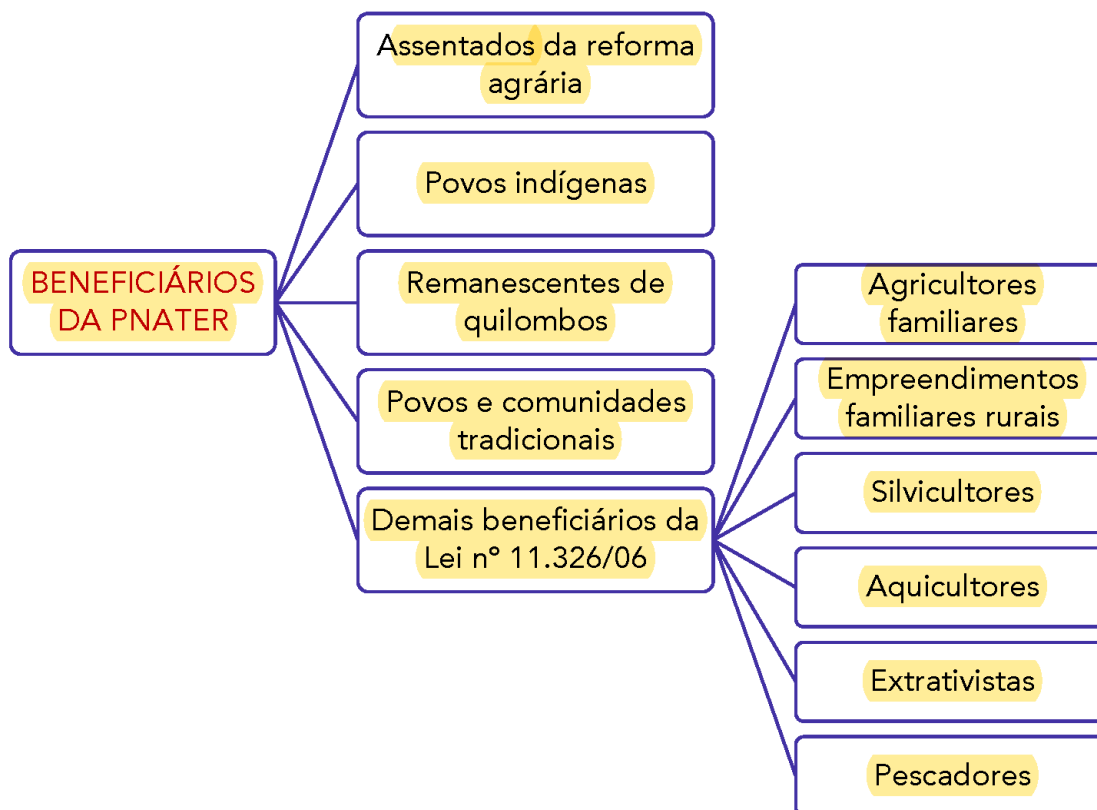 BENEFICIÁRIOS
DA PNATER
Assentados da reforma
agrária
Povos indígenas
Remanescentes de
quilombos
Povos e comunidades
tradicionais
Demais beneficiários da
Lei nº 11.326/06
Agricultores
familiares
Empreendimentos
familiares rurais
Silvicultores
Aquicultores
Extrativistas
Pescadores